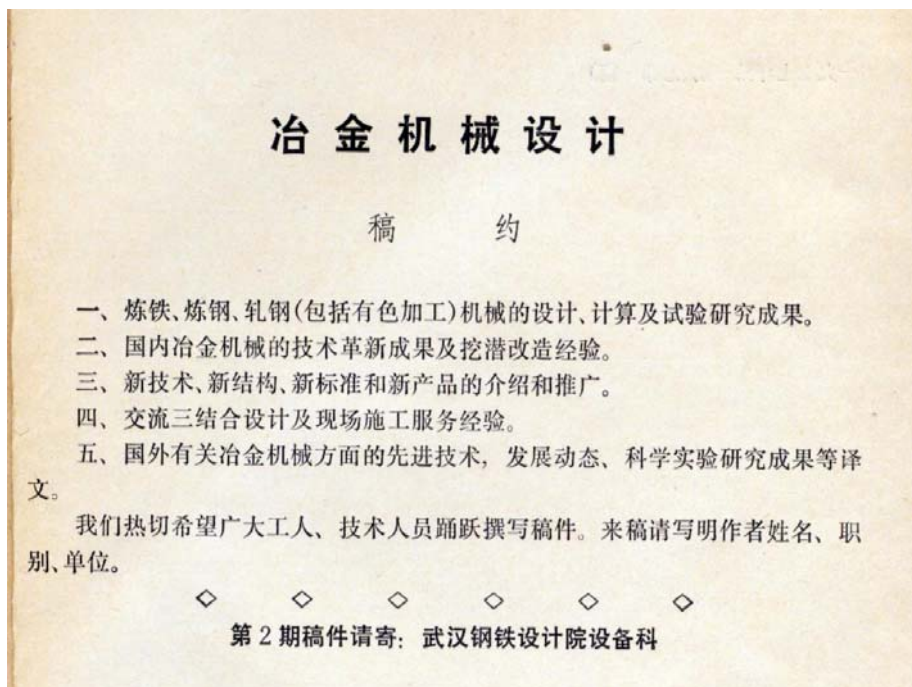 冶金机械设计
稿 约
一、炼铁、炼钢、轧钢(包括有色加工)机械的设计、计算及试验研究成果。
二、国内冶金机械的技术革新成果及挖潜改造经验。
三、新技术、新结构、新标准和新产品的介绍和推广。
四、交流三结合设计及现场施工服务经验。
五、国外有关冶金机械方面的先进技术，发展动态、科学实验研究成果等译
文。
我们热切希望广大工人、技术人员踊跃撰写稿件。来稿请写明作者姓名、职
别、单位。
第2期稿件请寄：武汉钢铁设计院设备科